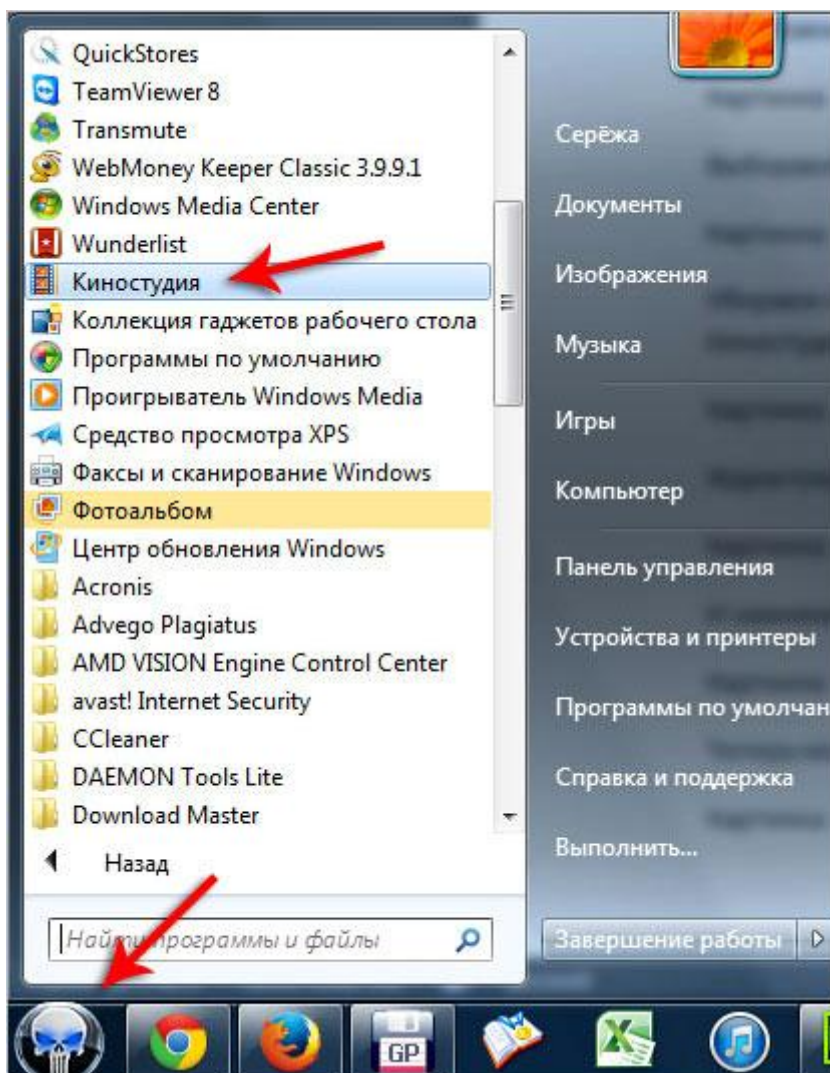 QuickStores
TeamViewer 8
Transmute
WebMoney Keeper Classic 3.9.9.1
Windows Media Center
Wunderlist
Киностудия
Коллекция гаджетов рабочего стола
Программы по умолчанию
Проигрыватель Windows Media
Средство просмотра XPS
Факсы и сканирование Windows
Фотоальбом
Центр обновления Windows
Acronis
Advego Plagiatus
AMD VISION Engine Control Center
avast! Internet Security
CCleaner
DAEMON Tools Lite
Download Master
Назад
Найти программы и файлы
Серёжа
Документы
Изображения
Музыка
Игры
Компьютер
Панель управления
Устройства и принтеры
Программы по умолчан
Справка и поддержка
Выполнить...
Завершение работы
GP